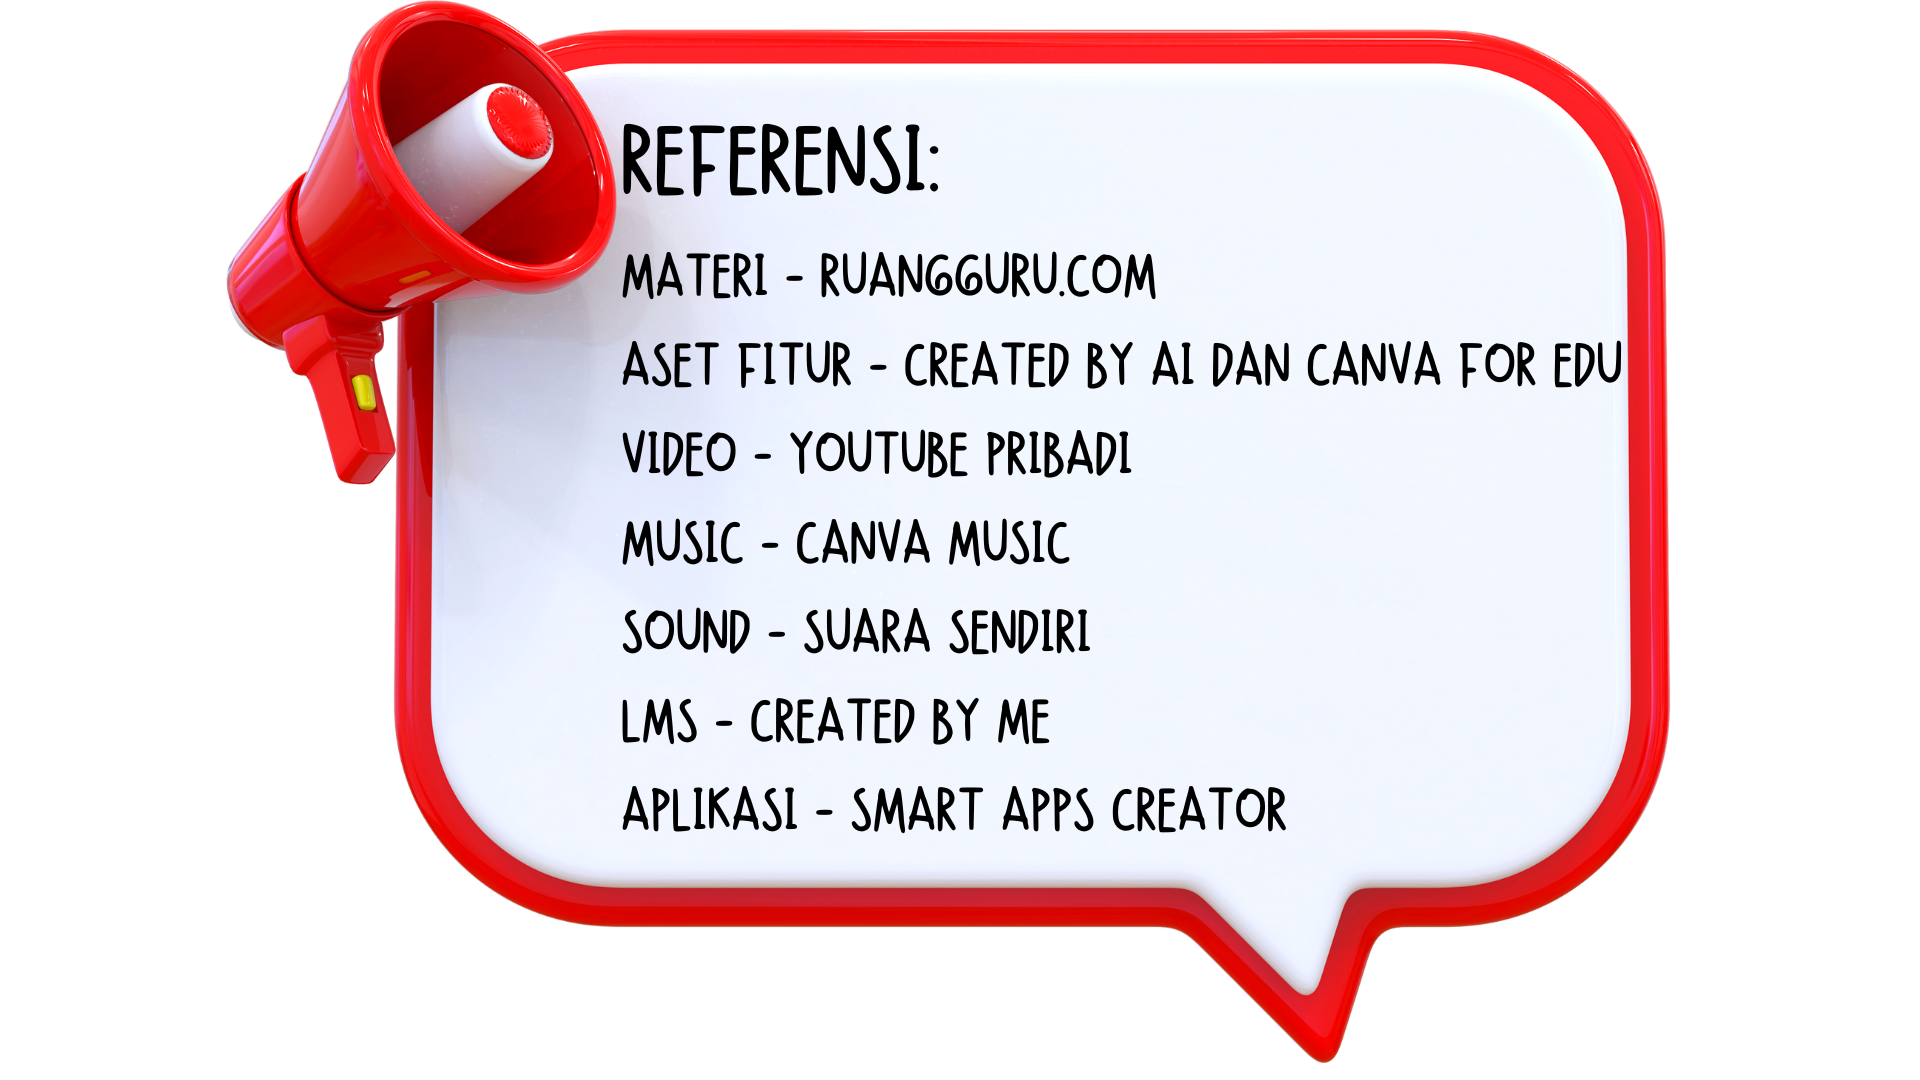 REFERENSI:
MATERI - RUANGGURU.COM
ASET FITUR - CREATED BY AI DAN CANVA FOR EDU
VIDEO - YOUTUBE PRIBADI
MUSIC - CANVA MUSIC
SOUND - SUARA SENDIRI
LMS - CREATED BY ME
APLIKASI - SMART APPS CREATOR